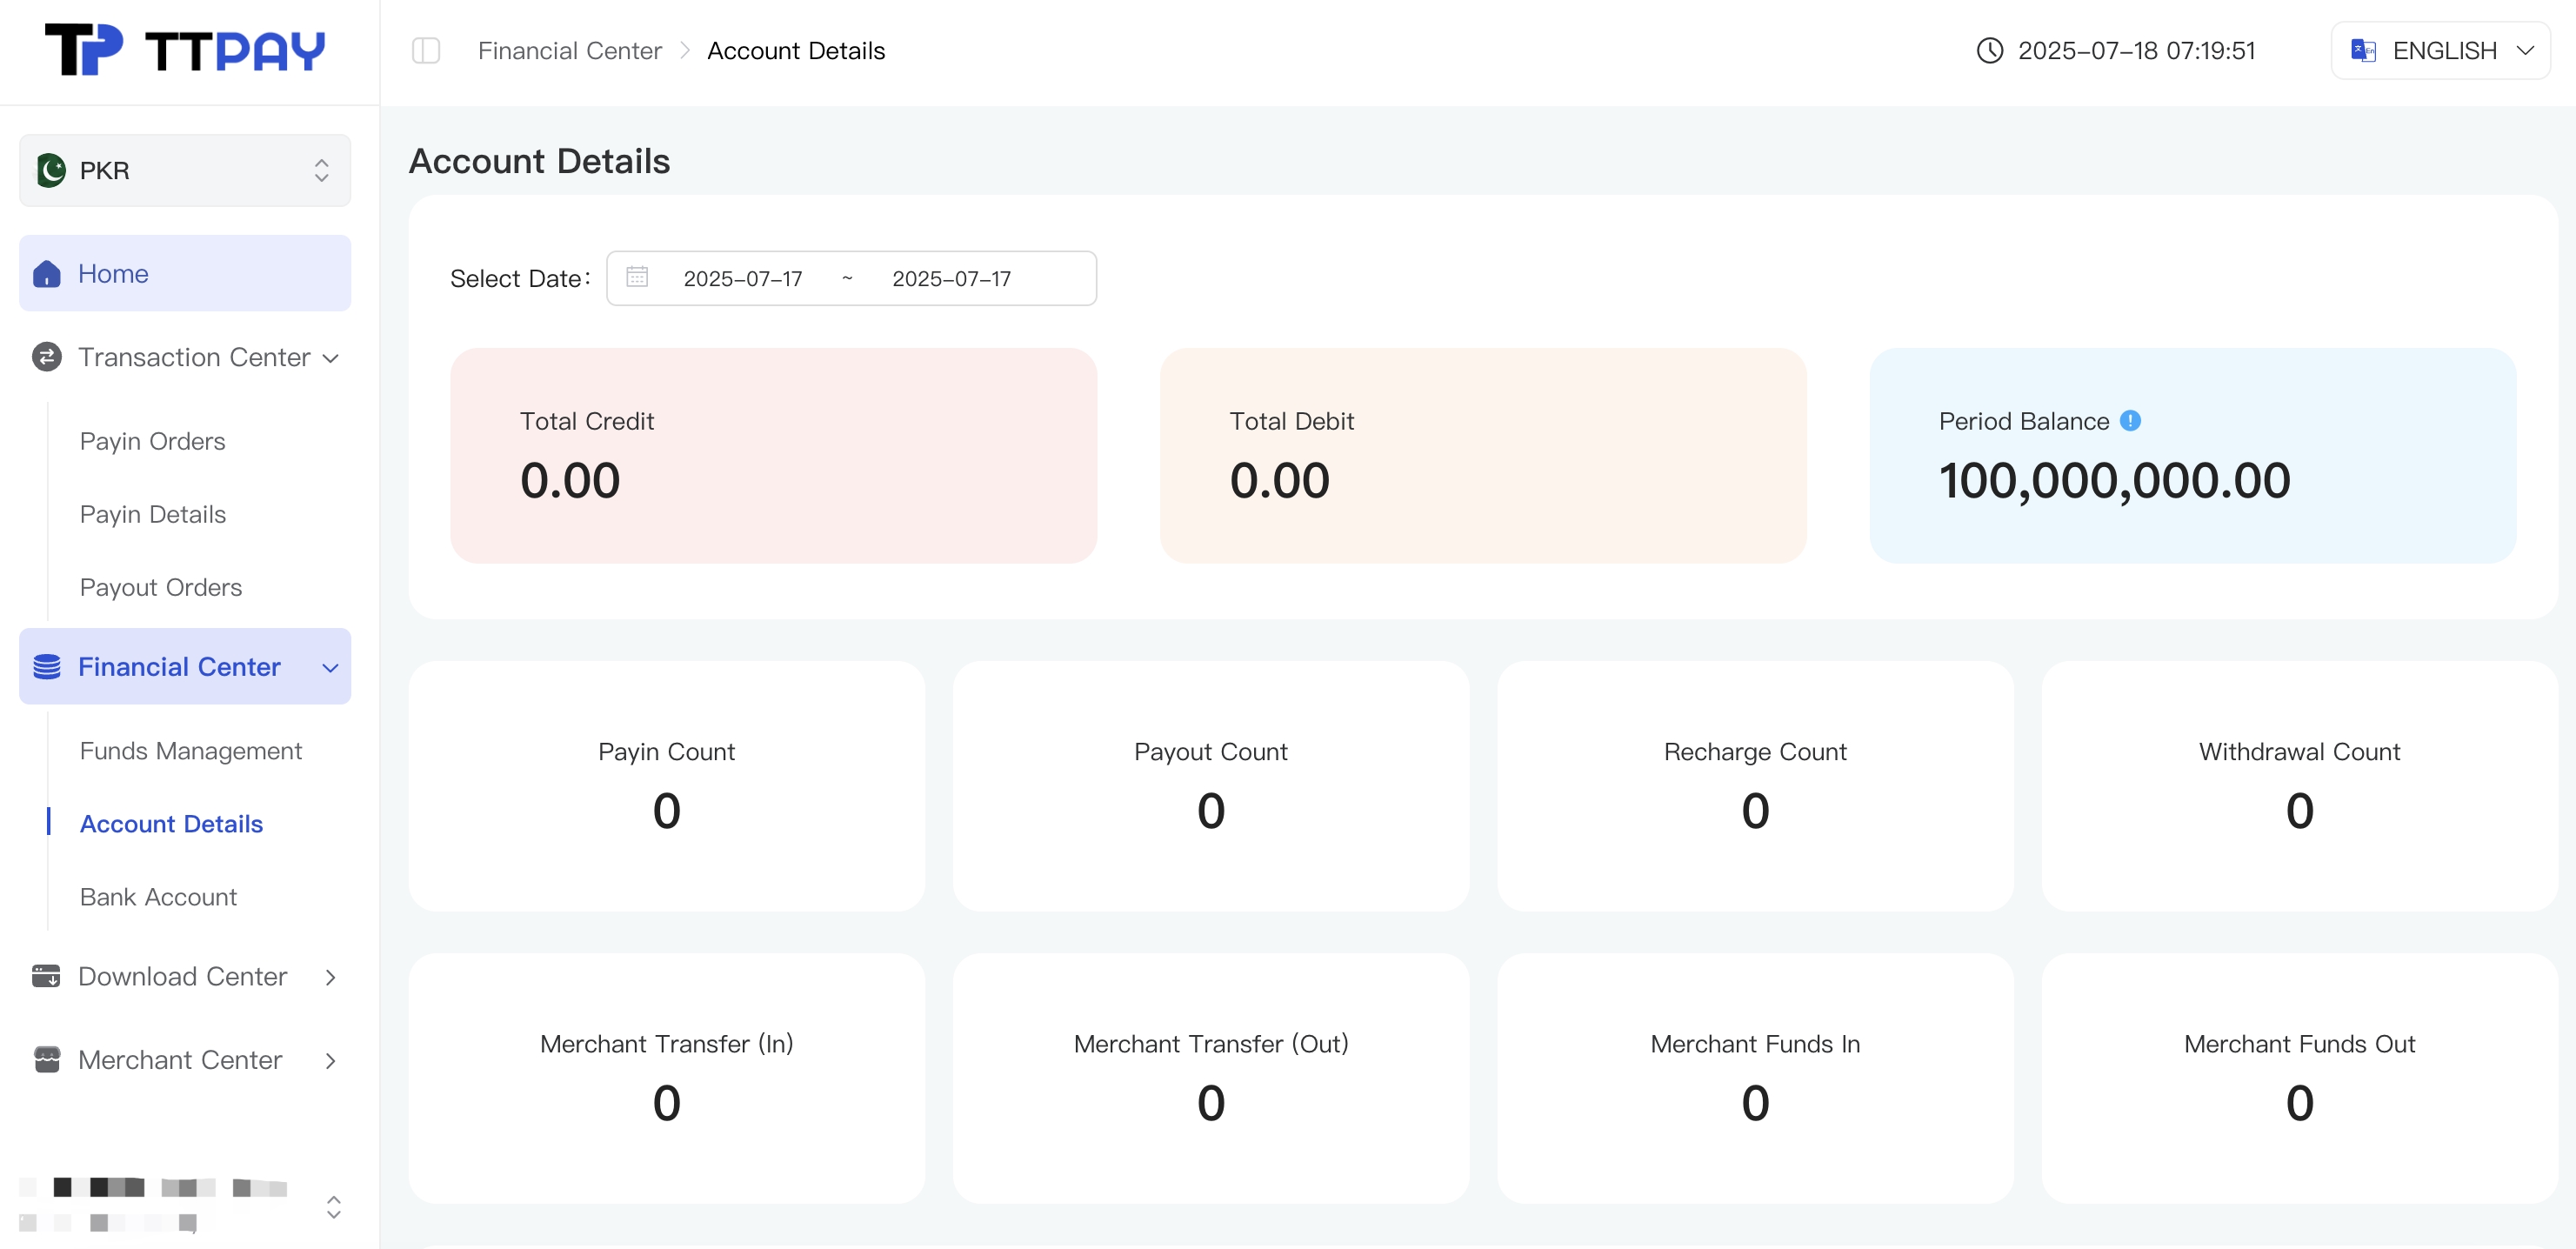 TP TTPAY
Financial Center > Account Details
2025-07-18 07:19:51
En ENGLISH
PKR
Home
Transaction Center
Payin Orders
Payin Details
Payout Orders
Financial Center
Funds Management
Account Details
Bank Account
Download Center
Merchant Center
Account Details
Select Date:
2025-07-17 ~ 2025-07-17
Total Credit
0.00
Total Debit
0.00
Period Balance !
100,000,000.00
Payin Count
0
Payout Count
0
Recharge Count
0
Withdrawal Count
0
Merchant Transfer (In)
0
Merchant Transfer (Out)
0
Merchant Funds In
0
Merchant Funds Out
0